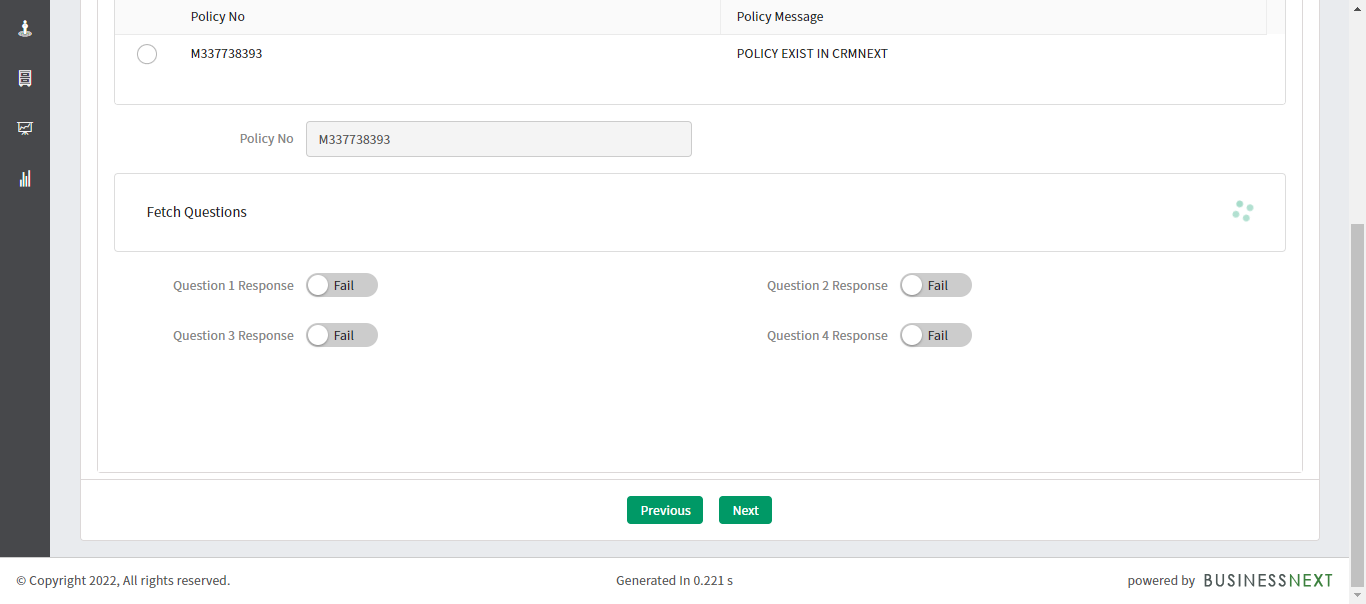 Policy No Policy Message
M337738393 POLICY EXIST IN CRMNEXT
Policy No M337738393
Fetch Questions
Question 1 Response Fail Question 2 Response Fail
Question 3 Response Fail Question 4 Response Fail
Previous Next
© Copyright 2022, All rights reserved. Generated In 0.221 s powered by BUSINESSNEXT